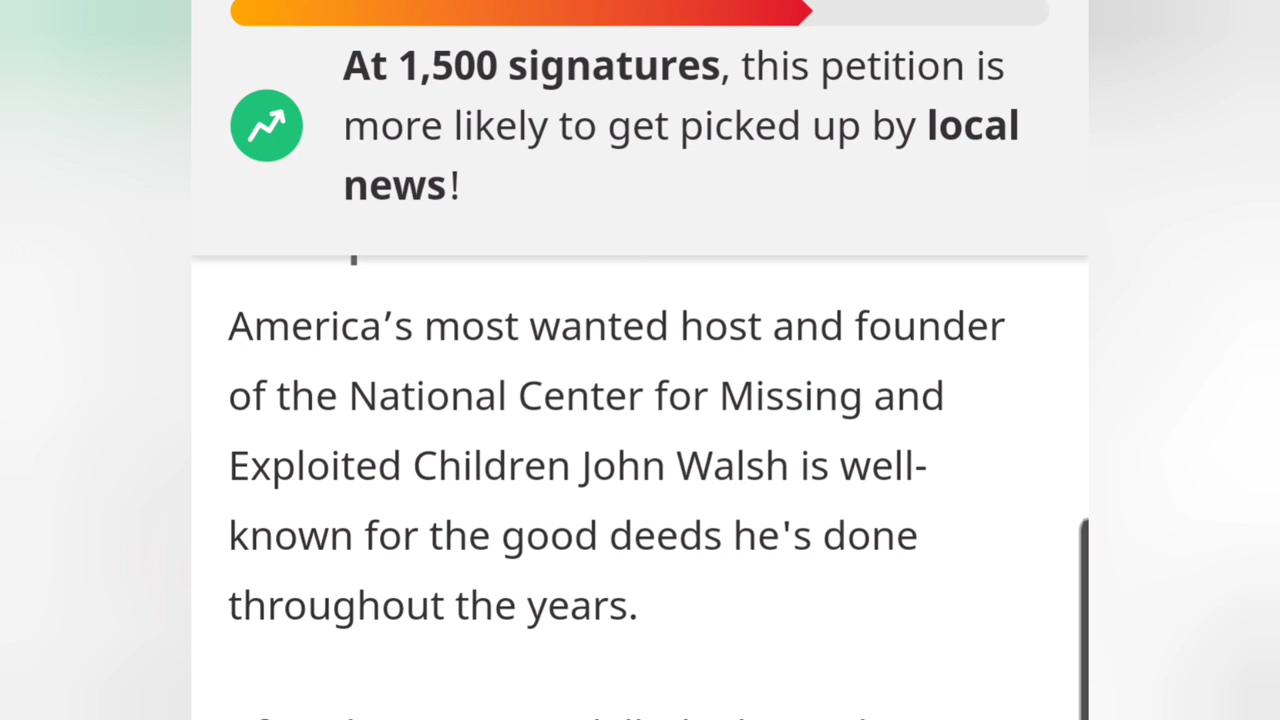 At 1,500 signatures, this petition is
more likely to get picked up by local
news!
America’s most wanted host and founder
of the National Center for Missing and
Exploited Children John Walsh is well-
known for the good deeds he's done
throughout the years.